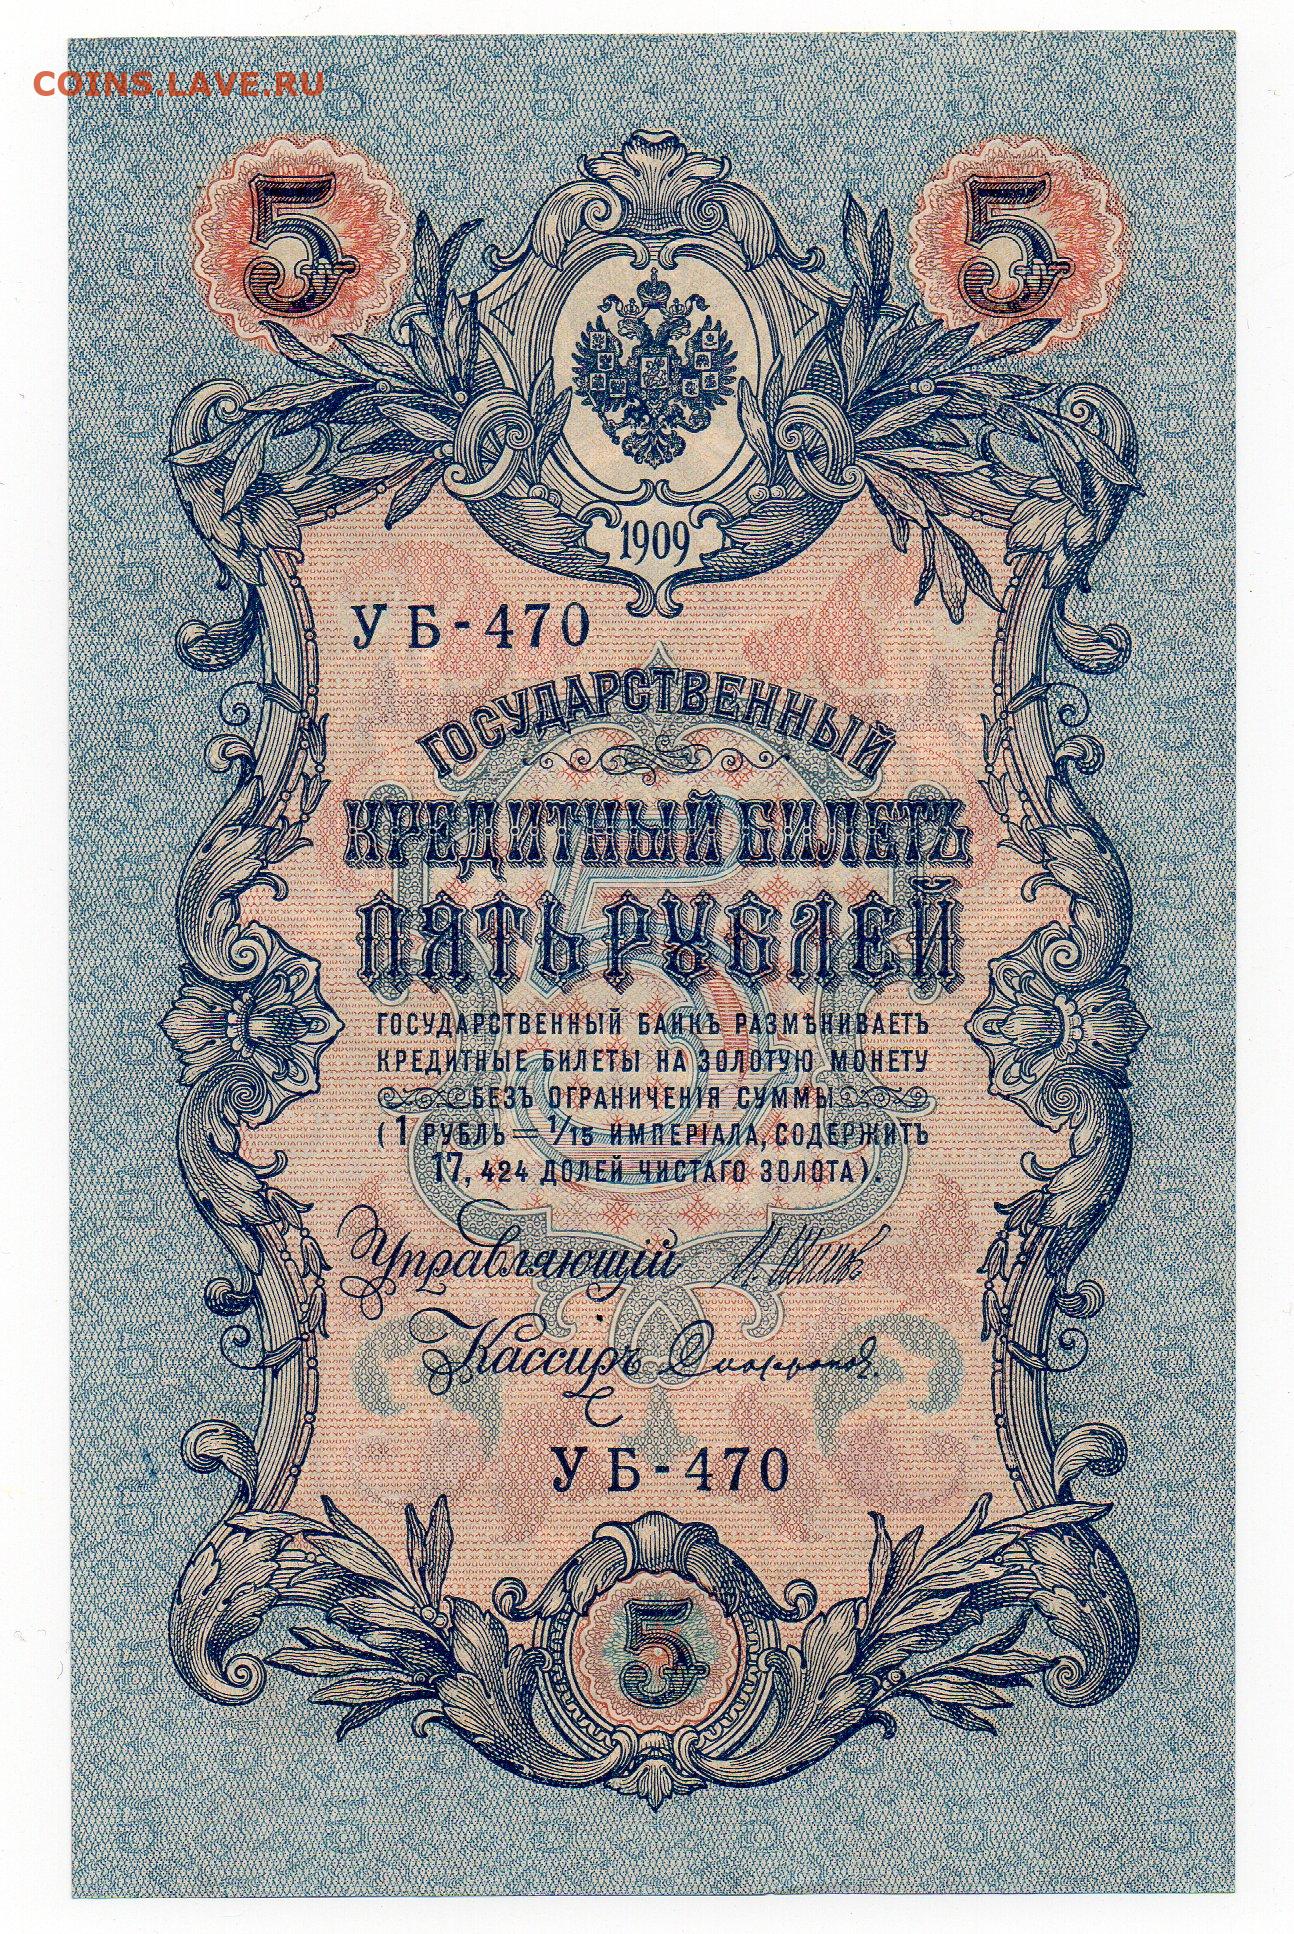 COINS.LAVE.RU
5 5
1909
УБ-470
ГОСУДАРСТВЕННЫЙ
КРЕДИТНЫЙ БИЛЕТЪ
ПЯТЬ РУБЛЕЙ
ГОСУДАРСТВЕННЫЙ БАНКЪ РАЗМѢНИВАЕТЪ
КРЕДИТНЫЕ БИЛЕТЫ НА ЗОЛОТУЮ МОНЕТУ
БЕЗЪ ОГРАНИЧЕНІЯ СУММЫ
(1 РУБЛЬ = 1/15 ИМПЕРІАЛА, СОДЕРЖИТЪ
17,424 ДОЛЕЙ ЧИСТАГО ЗОЛОТА).
Управляющій
Кассиръ
УБ-470
5